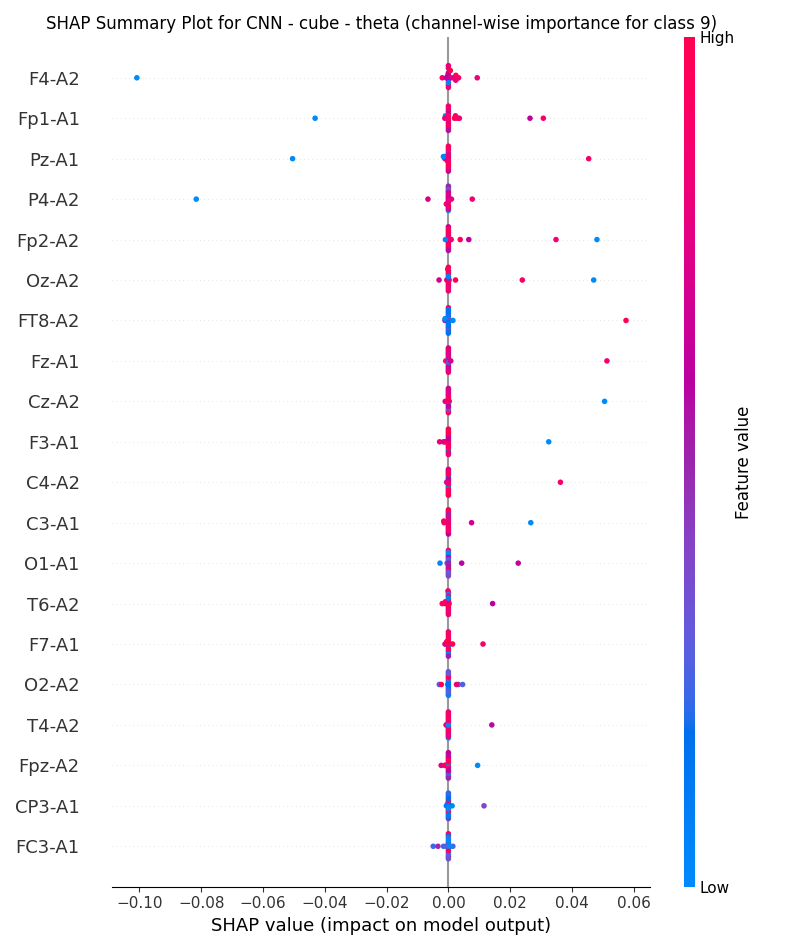 SHAP Summary Plot for CNN - cube - theta (channel-wise importance for class 9)
High
F4-A2
Fp1-A1
Pz-A1
P4-A2
Fp2-A2
Oz-A2
FT8-A2
Fz-A1
Cz-A2
F3-A1
C4-A2
C3-A1
O1-A1
T6-A2
F7-A1
O2-A2
T4-A2
Fpz-A2
CP3-A1
FC3-A1
Feature value
Low
−0.10 −0.08 −0.06 −0.04 −0.02 0.00 0.02 0.04 0.06
SHAP value (impact on model output)